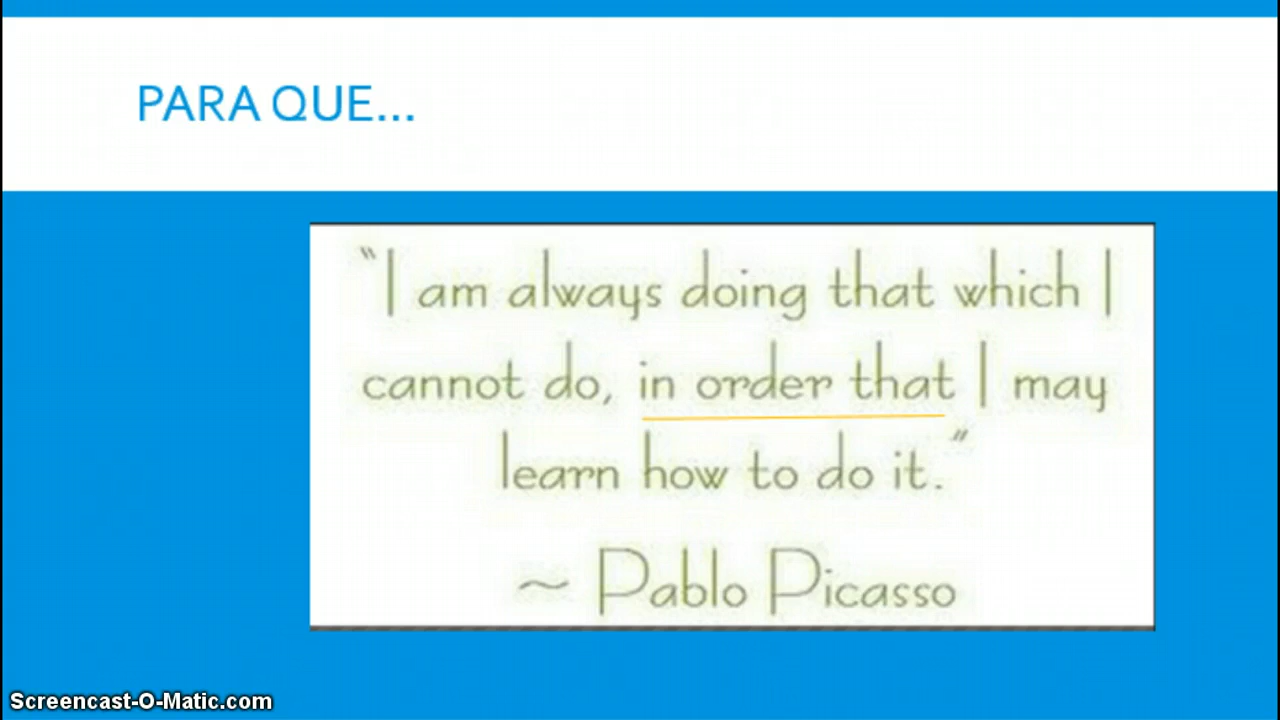 PARA QUE...
“I am always doing that which I
cannot do, in order that I may
learn how to do it.”
~ Pablo Picasso
Screencast-O-Matic.com